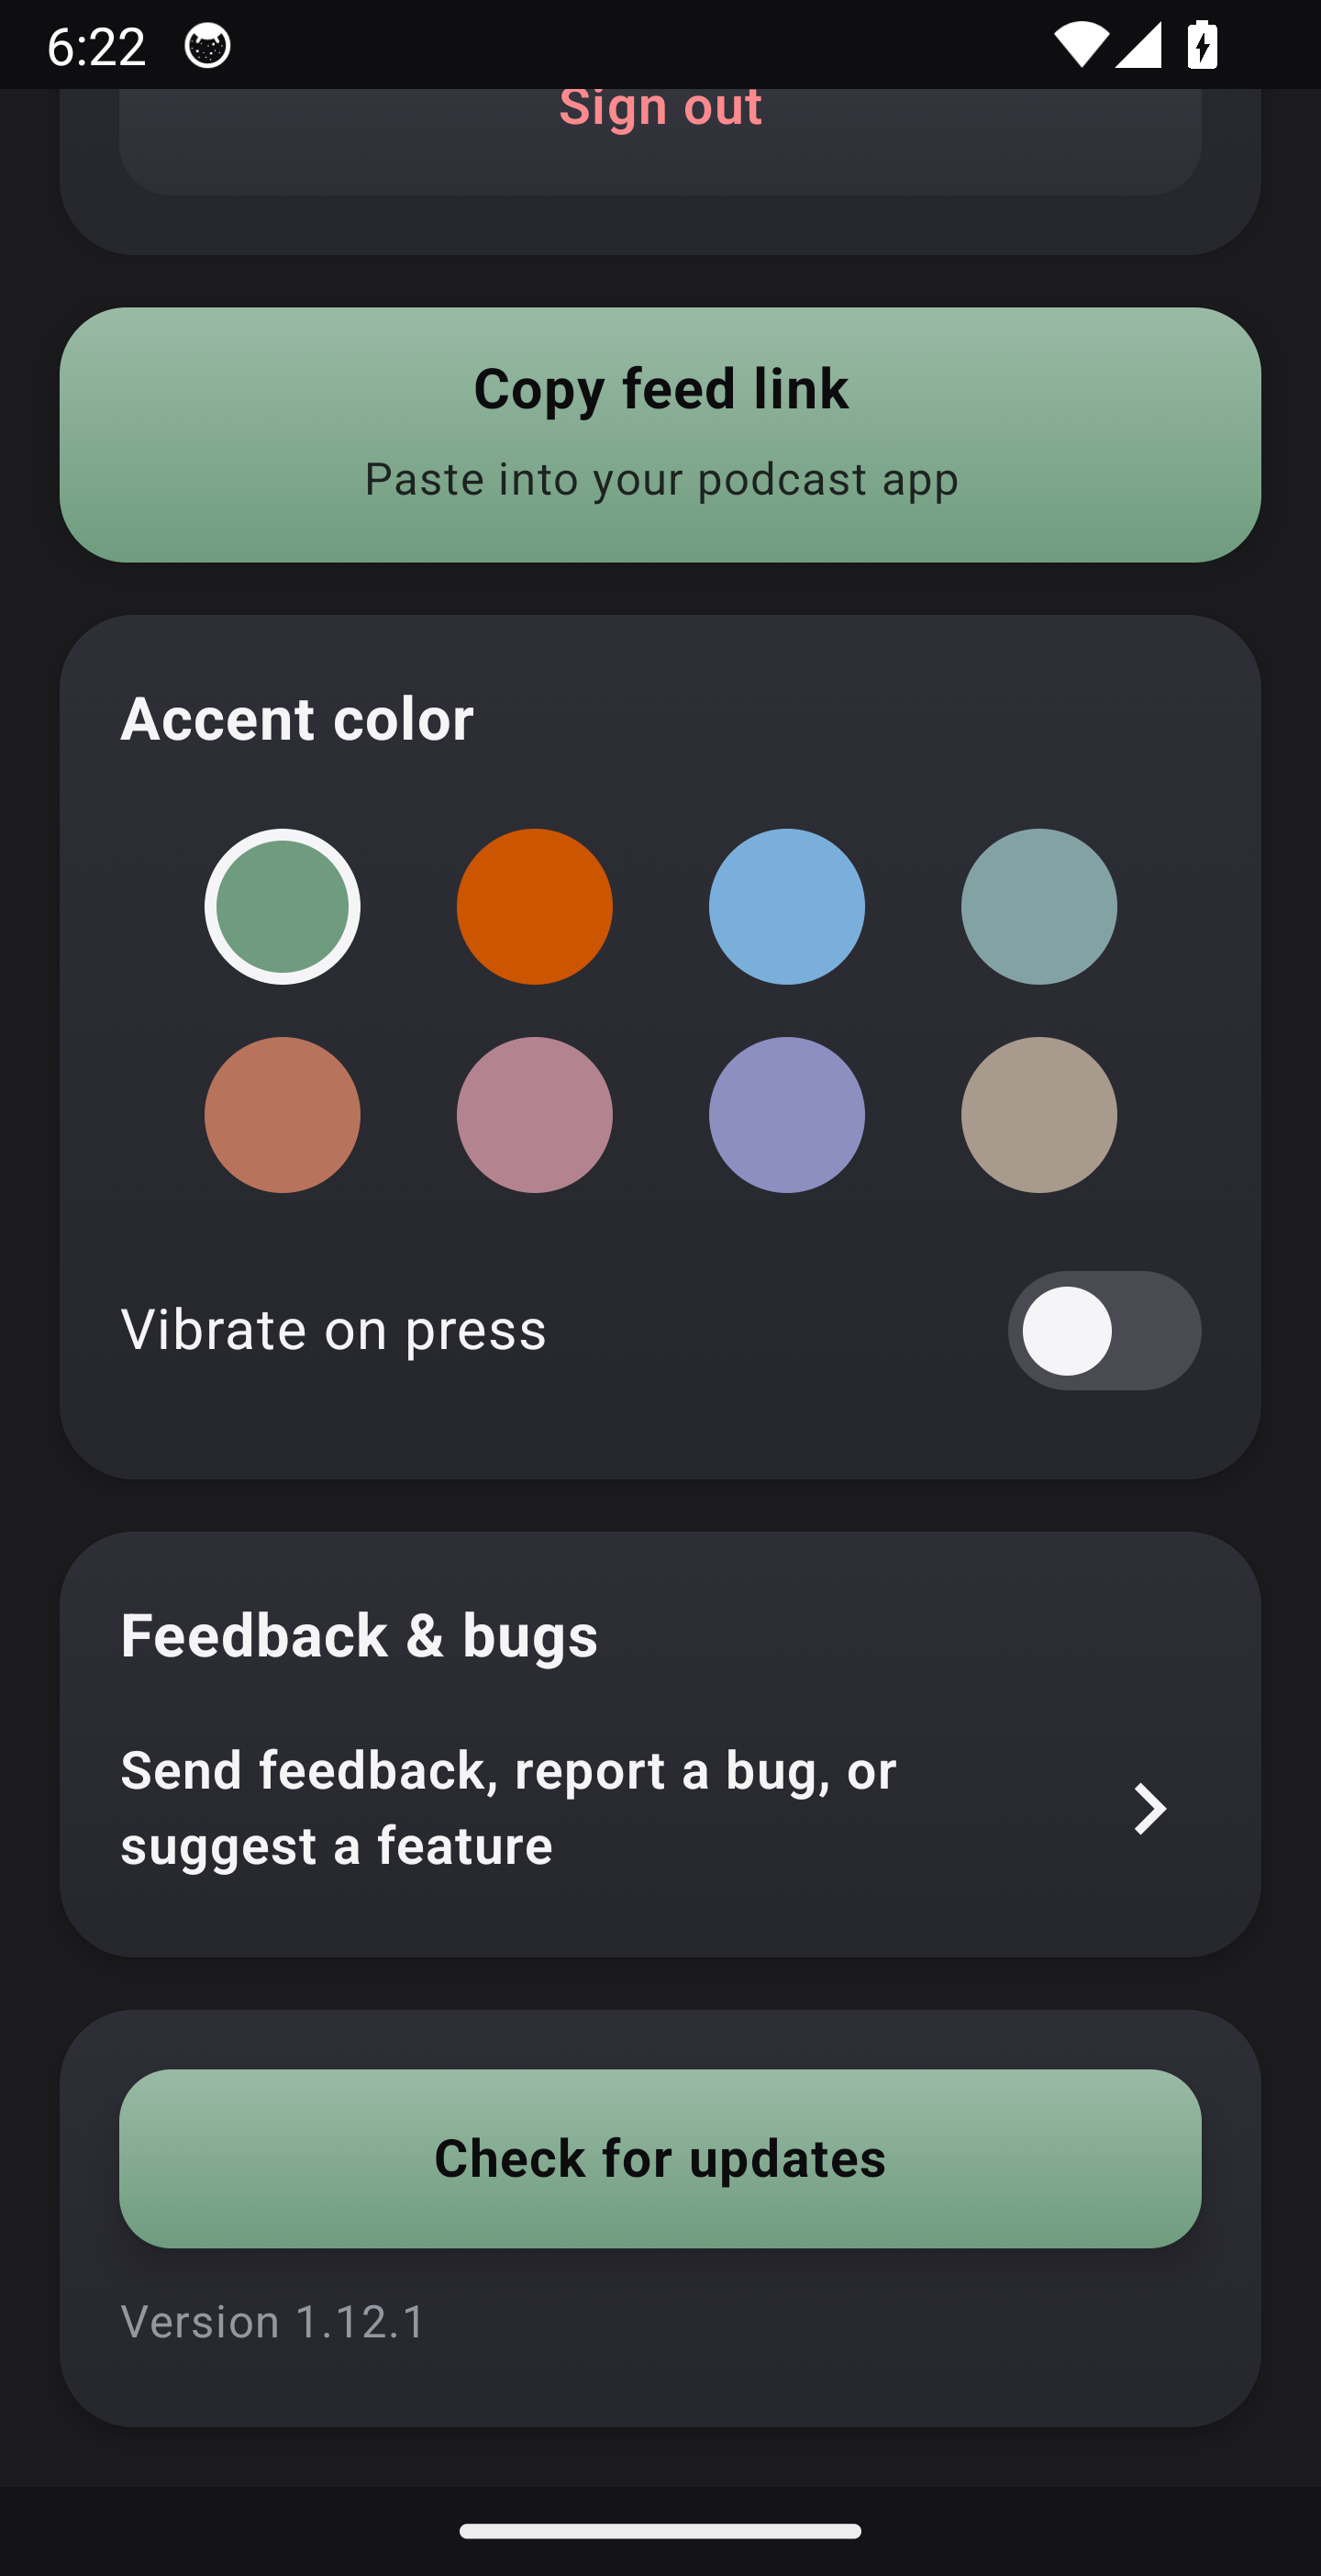 6:22
Sign out
Copy feed link
Paste into your podcast app
Accent color
Vibrate on press
Feedback & bugs
Send feedback, report a bug, or
suggest a feature
Check for updates
Version 1.12.1